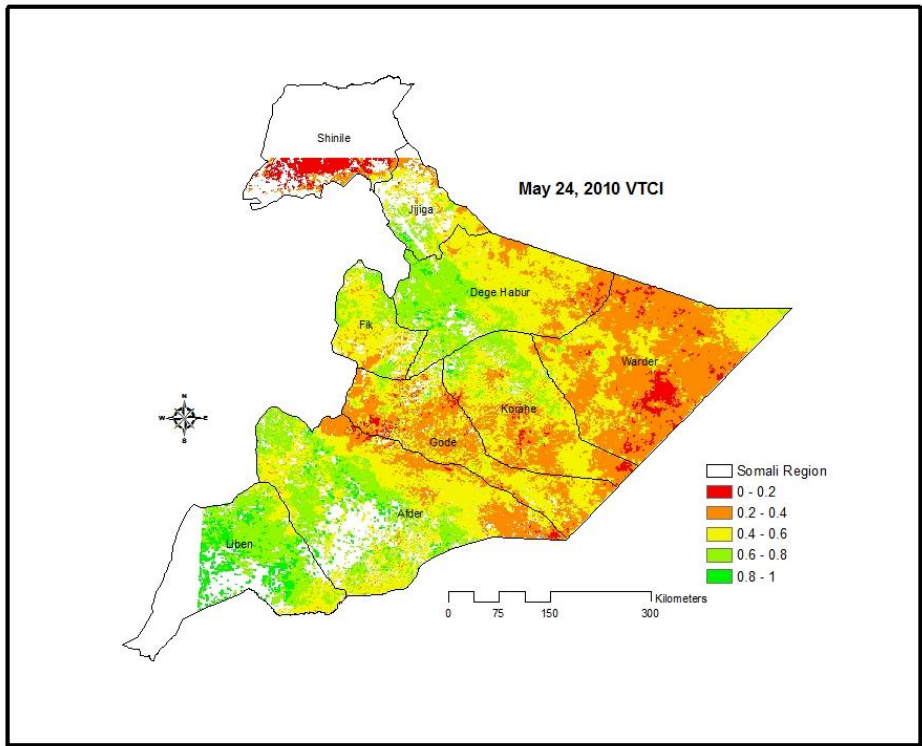 Shinile
May 24, 2010 VTCI
Jijiga
Dege Habur
Fik
Warder
Korahe
N
W E
S
Gode
Somali Region
0 - 0.2
Afder
0.2 - 0.4
0.4 - 0.6
Liben
0.6 - 0.8
0.8 - 1
Kilometers
0 75 150 300